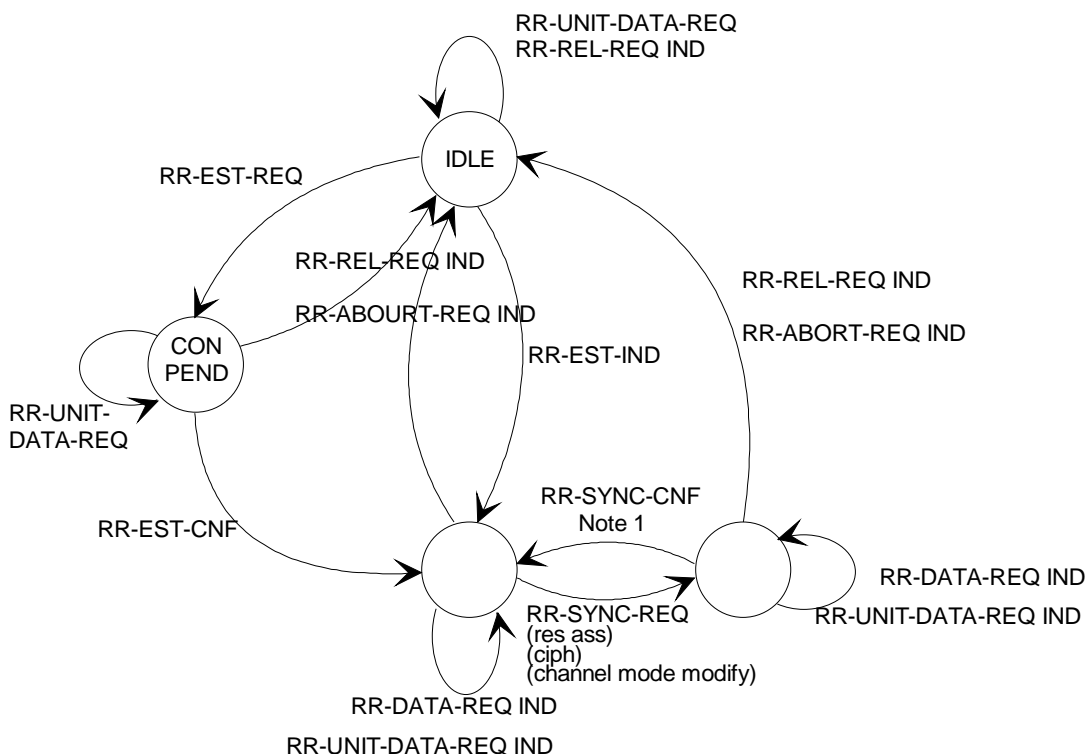 RR-UNIT-DATA-REQ
RR-REL-REQ IND
IDLE
RR-EST-REQ
RR-REL-REQ IND
RR-ABOURT-REQ IND
RR-REL-REQ IND
RR-ABORT-REQ IND
RR-EST-IND
CON
PEND
RR-UNIT-
DATA-REQ
RR-EST-CNF
RR-SYNC-CNF
Note 1
RR-SYNC-REQ
(res ass)
(ciph)
(channel mode modify)
RR-DATA-REQ IND
RR-UNIT-DATA-REQ IND
RR-DATA-REQ IND
RR-UNIT-DATA-REQ IND